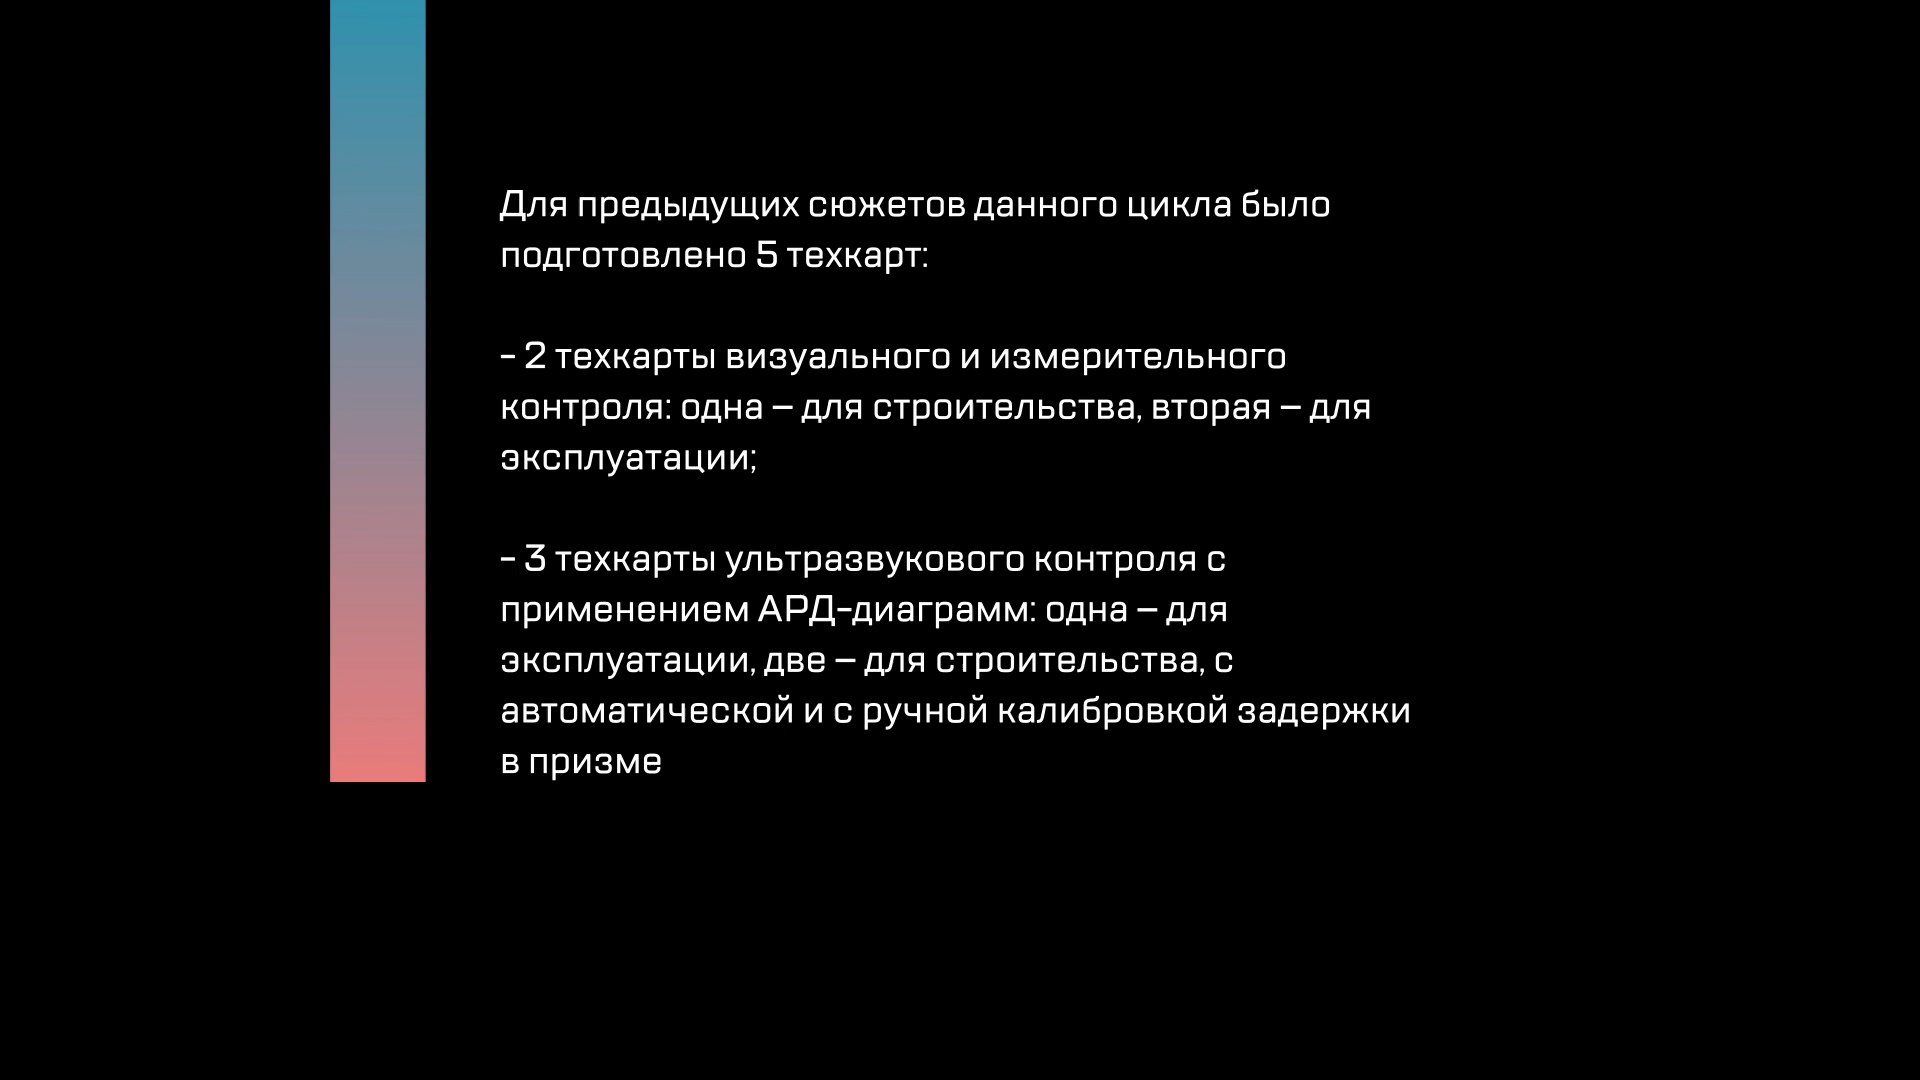 Для предыдущих сюжетов данного цикла было
подготовлено 5 техкарт:
- 2 техкарты визуального и измерительного
контроля: одна – для строительства, вторая – для
эксплуатации;
- 3 техкарты ультразвукового контроля с
применением АРД-диаграмм: одна – для
эксплуатации, две – для строительства, с
автоматической и с ручной калибровкой задержки
в призме